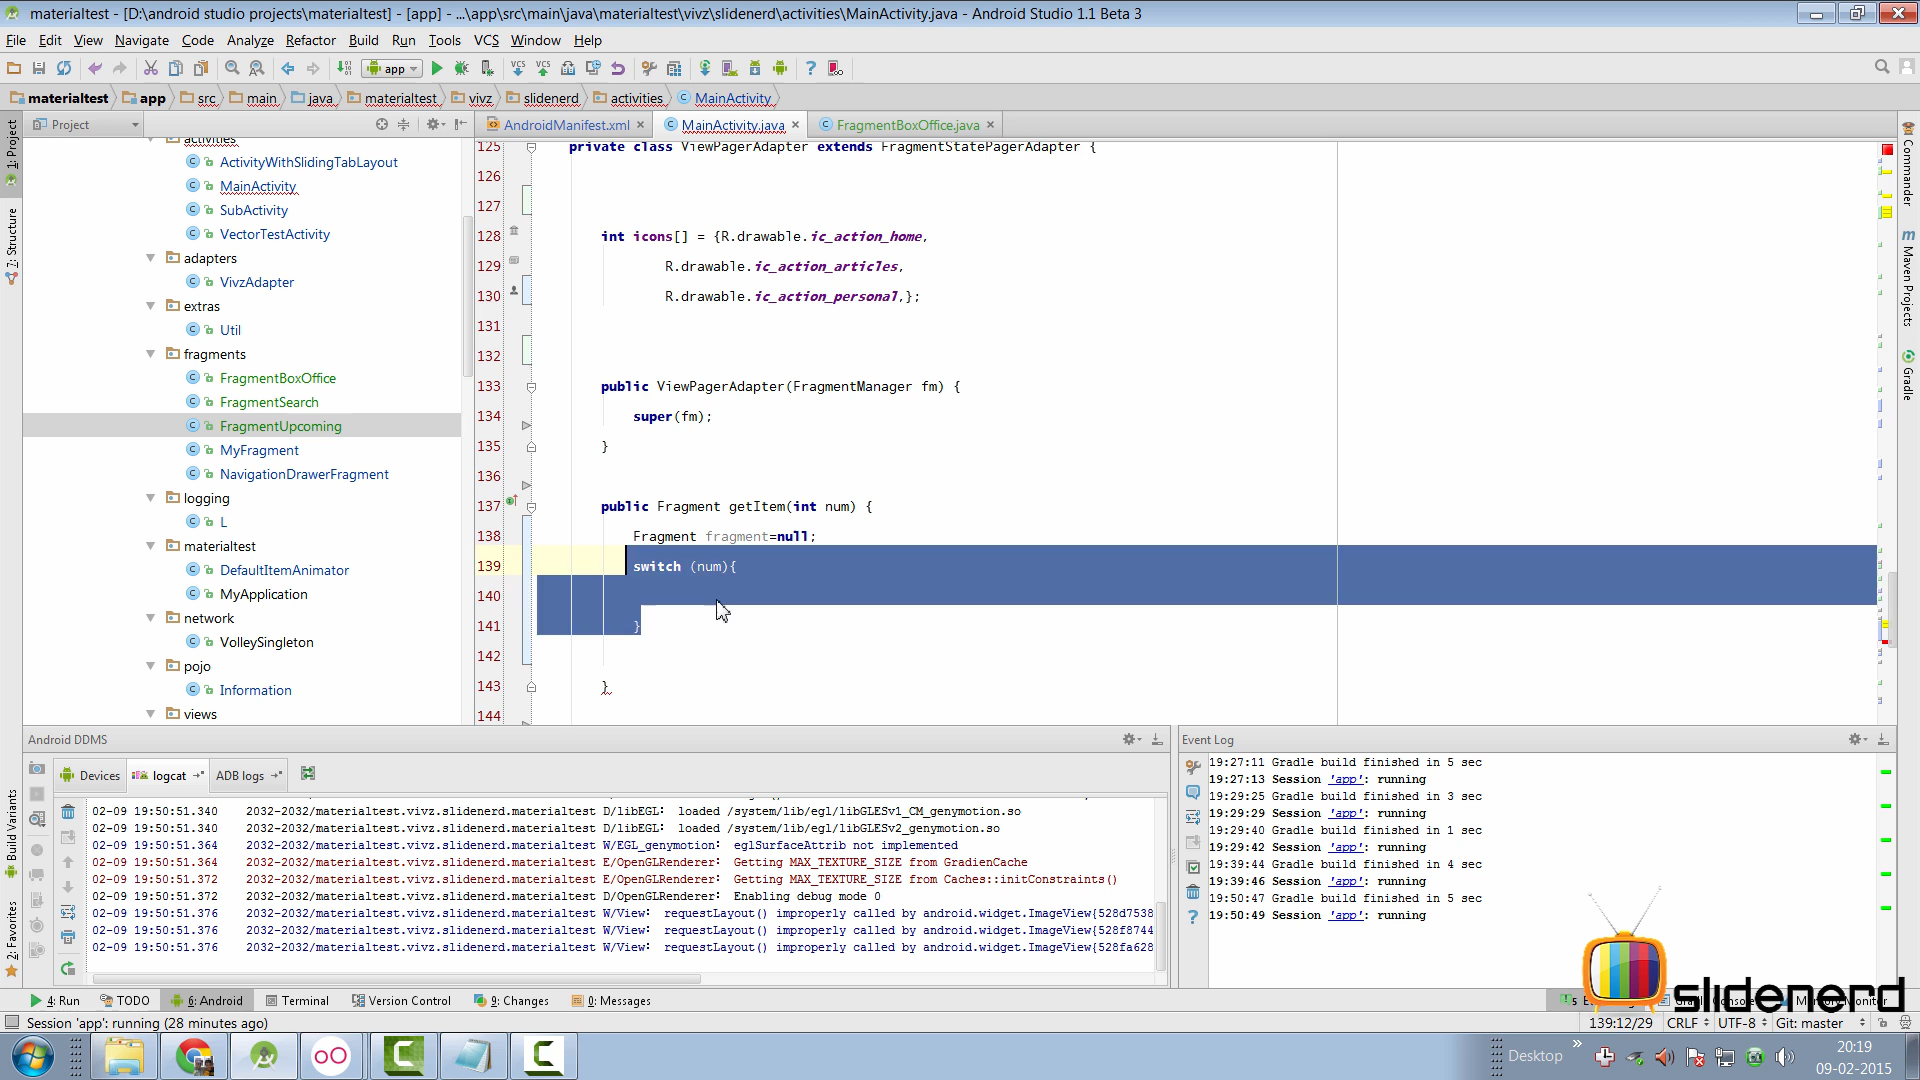 materialtest - [D:\android studio projects\materialtest] - [app] - ...\app\src\main\java\materialtest\vivz\slidenerd\activities\MainActivity.java - Android Studio 1.1 Beta 3
File Edit View Navigate Code Analyze Refactor Build Run Tools VCS Window Help
app
materialtest app src main java materialtest vivz slidenerd activities MainActivity
Project
AndroidManifest.xml MainActivity.java FragmentBoxOffice.java
1: Project
7: Structure
Build Variants
2: Favorites
activities
ActivityWithSlidingTabLayout
MainActivity
SubActivity
VectorTestActivity
adapters
VivzAdapter
extras
Util
fragments
FragmentBoxOffice
FragmentSearch
FragmentUpcoming
MyFragment
NavigationDrawerFragment
logging
L
materialtest
DefaultItemAnimator
MyApplication
network
VolleySingleton
pojo
Information
views
125 private class ViewPagerAdapter extends FragmentStatePagerAdapter {
126
127
128 int icons[] = {R.drawable.ic_action_home,
129 R.drawable.ic_action_articles,
130 R.drawable.ic_action_personal,};
131
132
133 public ViewPagerAdapter(FragmentManager fm) {
134 super(fm);
135 }
136
137 public Fragment getItem(int num) {
138 Fragment fragment=null;
139 switch (num){
140
141 }
142
143 }
144
Commander
Maven Projects
Gradle
Android DDMS
Devices logcat ADB logs
02-09 19:50:51.340 2032-2032/materialtest.vivz.slidenerd.materialtest D/libEGL: loaded /system/lib/egl/libGLESv1_CM_genymotion.so
02-09 19:50:51.340 2032-2032/materialtest.vivz.slidenerd.materialtest D/libEGL: loaded /system/lib/egl/libGLESv2_genymotion.so
02-09 19:50:51.364 2032-2032/materialtest.vivz.slidenerd.materialtest W/EGL_genymotion: eglSurfaceAttrib not implemented
02-09 19:50:51.364 2032-2032/materialtest.vivz.slidenerd.materialtest E/OpenGLRenderer: Getting MAX_TEXTURE_SIZE from GradienCache
02-09 19:50:51.372 2032-2032/materialtest.vivz.slidenerd.materialtest E/OpenGLRenderer: Getting MAX_TEXTURE_SIZE from Caches::initConstraints()
02-09 19:50:51.372 2032-2032/materialtest.vivz.slidenerd.materialtest D/OpenGLRenderer: Enabling debug mode 0
02-09 19:50:51.376 2032-2032/materialtest.vivz.slidenerd.materialtest W/View: requestLayout() improperly called by android.widget.ImageView{528d7538
02-09 19:50:51.376 2032-2032/materialtest.vivz.slidenerd.materialtest W/View: requestLayout() improperly called by android.widget.ImageView{528f8744
02-09 19:50:51.376 2032-2032/materialtest.vivz.slidenerd.materialtest W/View: requestLayout() improperly called by android.widget.ImageView{528fa628
Event Log
19:27:11 Gradle build finished in 5 sec
19:27:13 Session 'app': running
19:29:25 Gradle build finished in 3 sec
19:29:29 Session 'app': running
19:29:40 Gradle build finished in 1 sec
19:29:42 Session 'app': running
19:39:44 Gradle build finished in 4 sec
19:39:46 Session 'app': running
19:50:47 Gradle build finished in 5 sec
19:50:49 Session 'app': running
slidenerd
4: Run TODO 6: Android Terminal Version Control 9: Changes 0: Messages
Session 'app': running (28 minutes ago)
139:12/29 CRLF UTF-8 Git: master
Desktop
20:19
09-02-2015